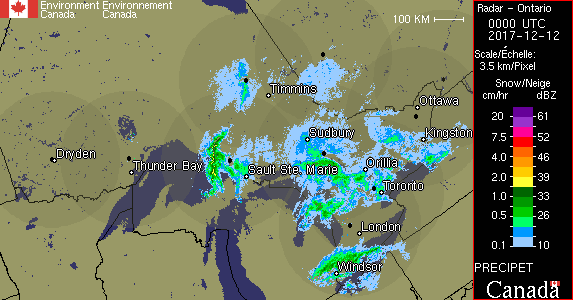 Environment Environnement
Canada Canada
100 KM
Timmins
Ottawa
Sudbury
Kingston
Dryden
Thunder Bay
Sault Ste. Marie
Orillia
Toronto
London
Windsor
Radar - Ontario
0000 UTC
2017-12-12
Scale/Échelle:
3.5 km/Pixel
Snow/Neige
cm/hr dBZ
20 61
7.5 57
5.5 52
4.0 46
2.0 39
1.0 33
0.5 26
0.1 10
PRECIPET
Canada